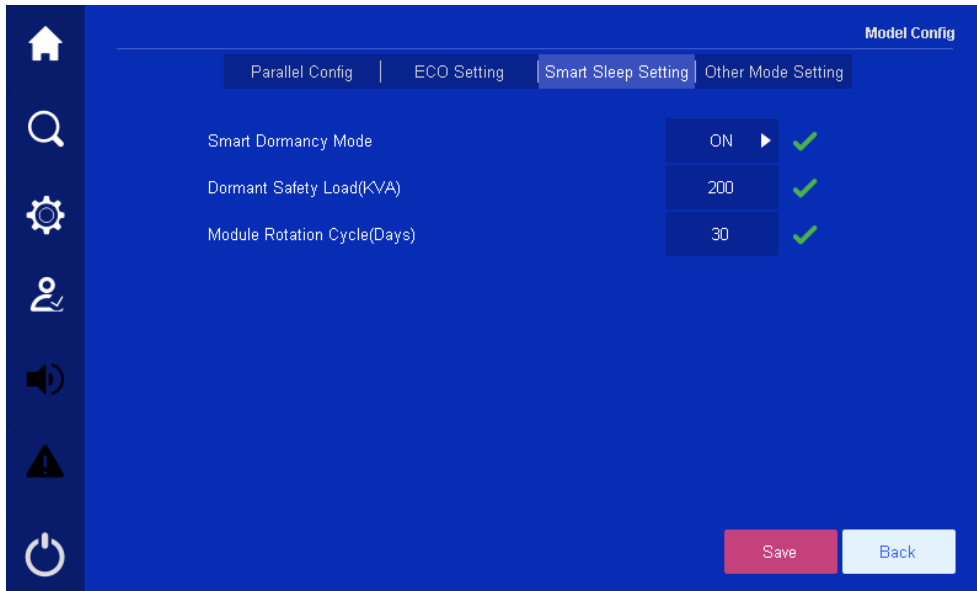 Model Config
Parallel Config | ECO Setting | Smart Sleep Setting | Other Mode Setting
Smart Dormancy Mode ON
Dormant Safety Load(KVA) 200
Module Rotation Cycle(Days) 30
Save Back